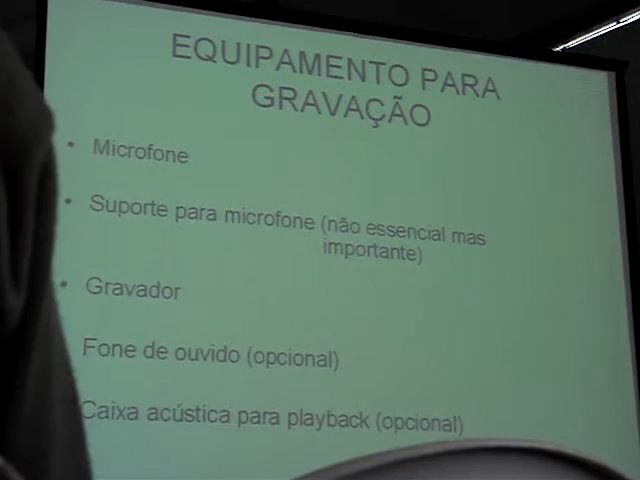 EQUIPAMENTO PARA
GRAVAÇÃO
• Microfone
• Suporte para microfone (não essencial mas
importante)
• Gravador
Fone de ouvido (opcional)
Caixa acústica para playback (opcional)